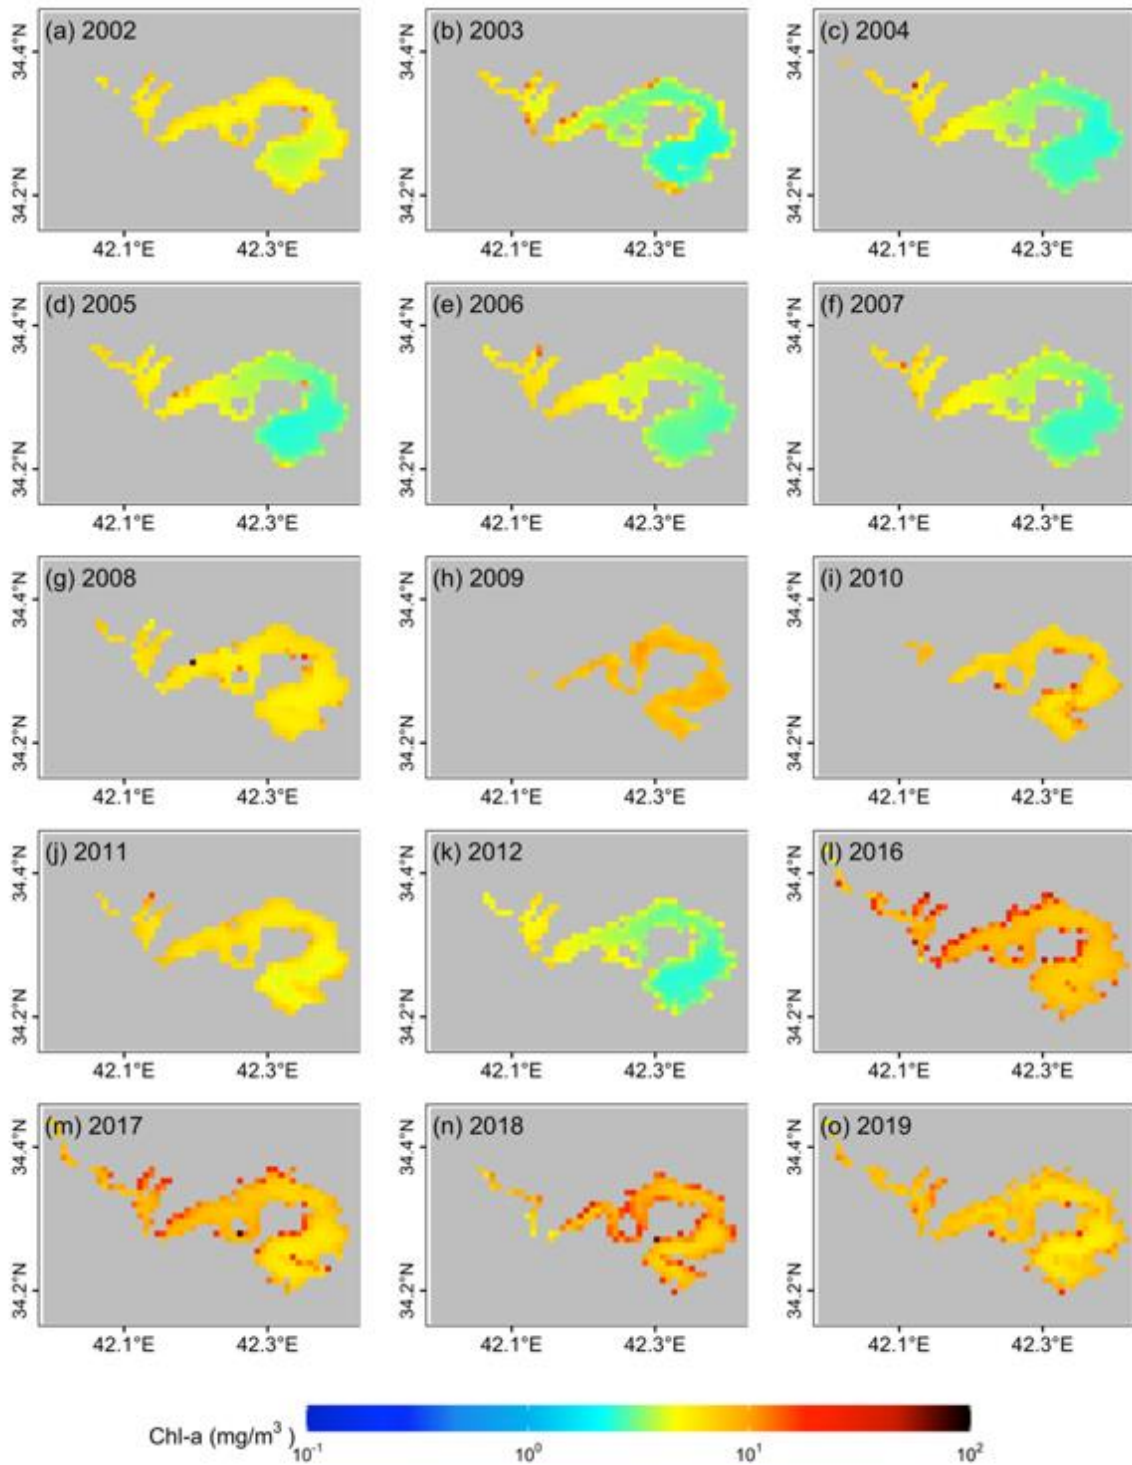 (a) 2002 (b) 2003 (c) 2004
34.4°N 34.4°N 34.4°N
34.2°N 34.2°N 34.2°N
42.1°E 42.3°E 42.1°E 42.3°E 42.1°E 42.3°E
(d) 2005 (e) 2006 (f) 2007
34.4°N 34.4°N 34.4°N
34.2°N 34.2°N 34.2°N
42.1°E 42.3°E 42.1°E 42.3°E 42.1°E 42.3°E
(g) 2008 (h) 2009 (i) 2010
34.4°N 34.4°N 34.4°N
34.2°N 34.2°N 34.2°N
42.1°E 42.3°E 42.1°E 42.3°E 42.1°E 42.3°E
(j) 2011 (k) 2012 (l) 2016
34.4°N 34.4°N 34.4°N
34.2°N 34.2°N 34.2°N
42.1°E 42.3°E 42.1°E 42.3°E 42.1°E 42.3°E
(m) 2017 (n) 2018 (o) 2019
34.4°N 34.4°N 34.4°N
34.2°N 34.2°N 34.2°N
42.1°E 42.3°E 42.1°E 42.3°E 42.1°E 42.3°E
Chl-a (mg/m³)
10⁻¹ 10⁰ 10¹ 10²